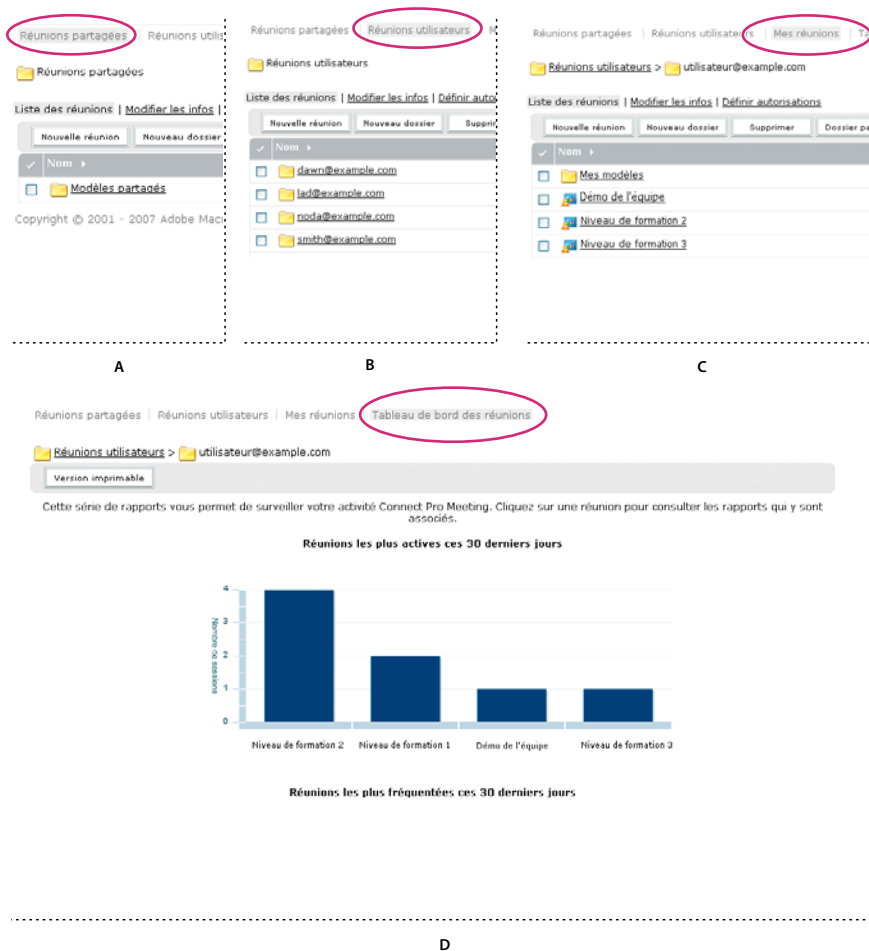 Réunions partagées | Réunions utilis
Réunions partagées
Liste des réunions | Modifier les infos |
Nouvelle réunion Nouveau dossier
Nom
Modèles partagés
Copyright © 2001 - 2007 Adobe Mac
A
Réunions partagées | Réunions utilisateurs | M
Réunions utilisateurs
Liste des réunions | Modifier les infos | Définir auto
Nouvelle réunion Nouveau dossier Supprim
Nom
dawn@example.com
lad@example.com
noda@example.com
smith@example.com
B
Réunions partagées | Réunions utilisateurs | Mes réunions | Ta
Réunions utilisateurs > utilisateur@example.com
Liste des réunions | Modifier les infos | Définir autorisations
Nouvelle réunion Nouveau dossier Supprimer Dossier pa
Nom
Mes modèles
Démo de l'équipe
Niveau de formation 2
Niveau de formation 3
C
Réunions partagées | Réunions utilisateurs | Mes réunions | Tableau de bord des réunions
Réunions utilisateurs > utilisateur@example.com
Version imprimable
Cette série de rapports vous permet de surveiller votre activité Connect Pro Meeting. Cliquez sur une réunion pour consulter les rapports qui y sont
associés.
Réunions les plus actives ces 30 derniers jours
Nombre de sessions
4
3
2
1
0
Niveau de formation 2 Niveau de formation 1 Démo de l'équipe Niveau de formation 3
Réunions les plus fréquentées ces 30 derniers jours
D